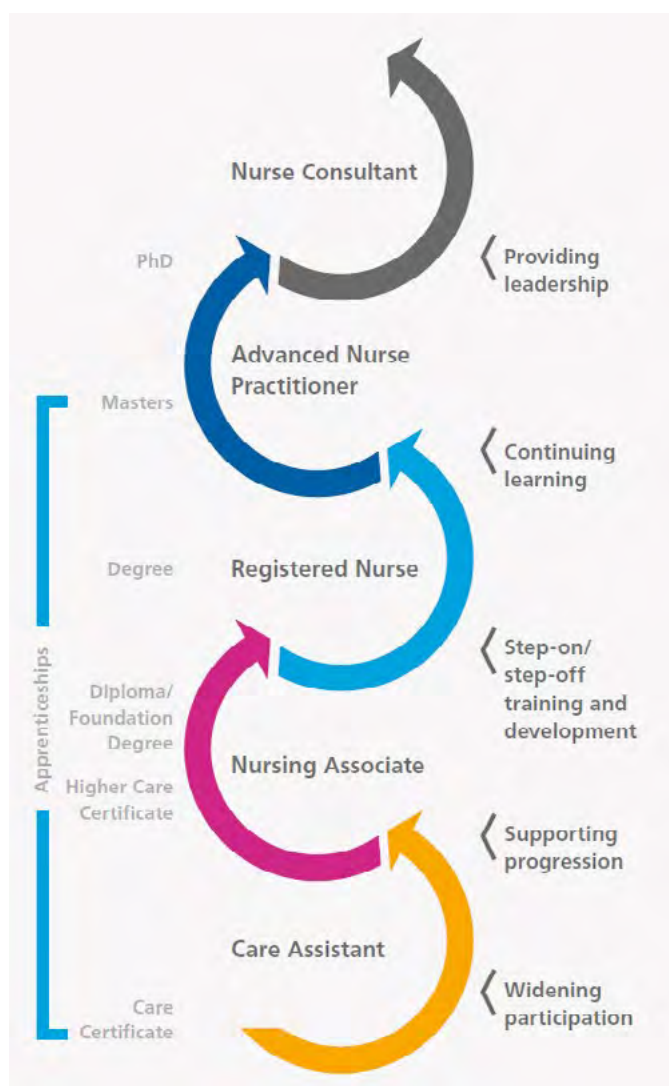 Nurse Consultant
PhD
Providing
leadership
Advanced Nurse
Practitioner
Masters
Continuing
learning
Degree
Registered Nurse
Apprenticeships
Step-on/
step-off
training and
development
Diploma/
Foundation
Degree
Nursing Associate
Higher Care
Certificate
Supporting
progression
Care Assistant
Care
Certificate
Widening
participation